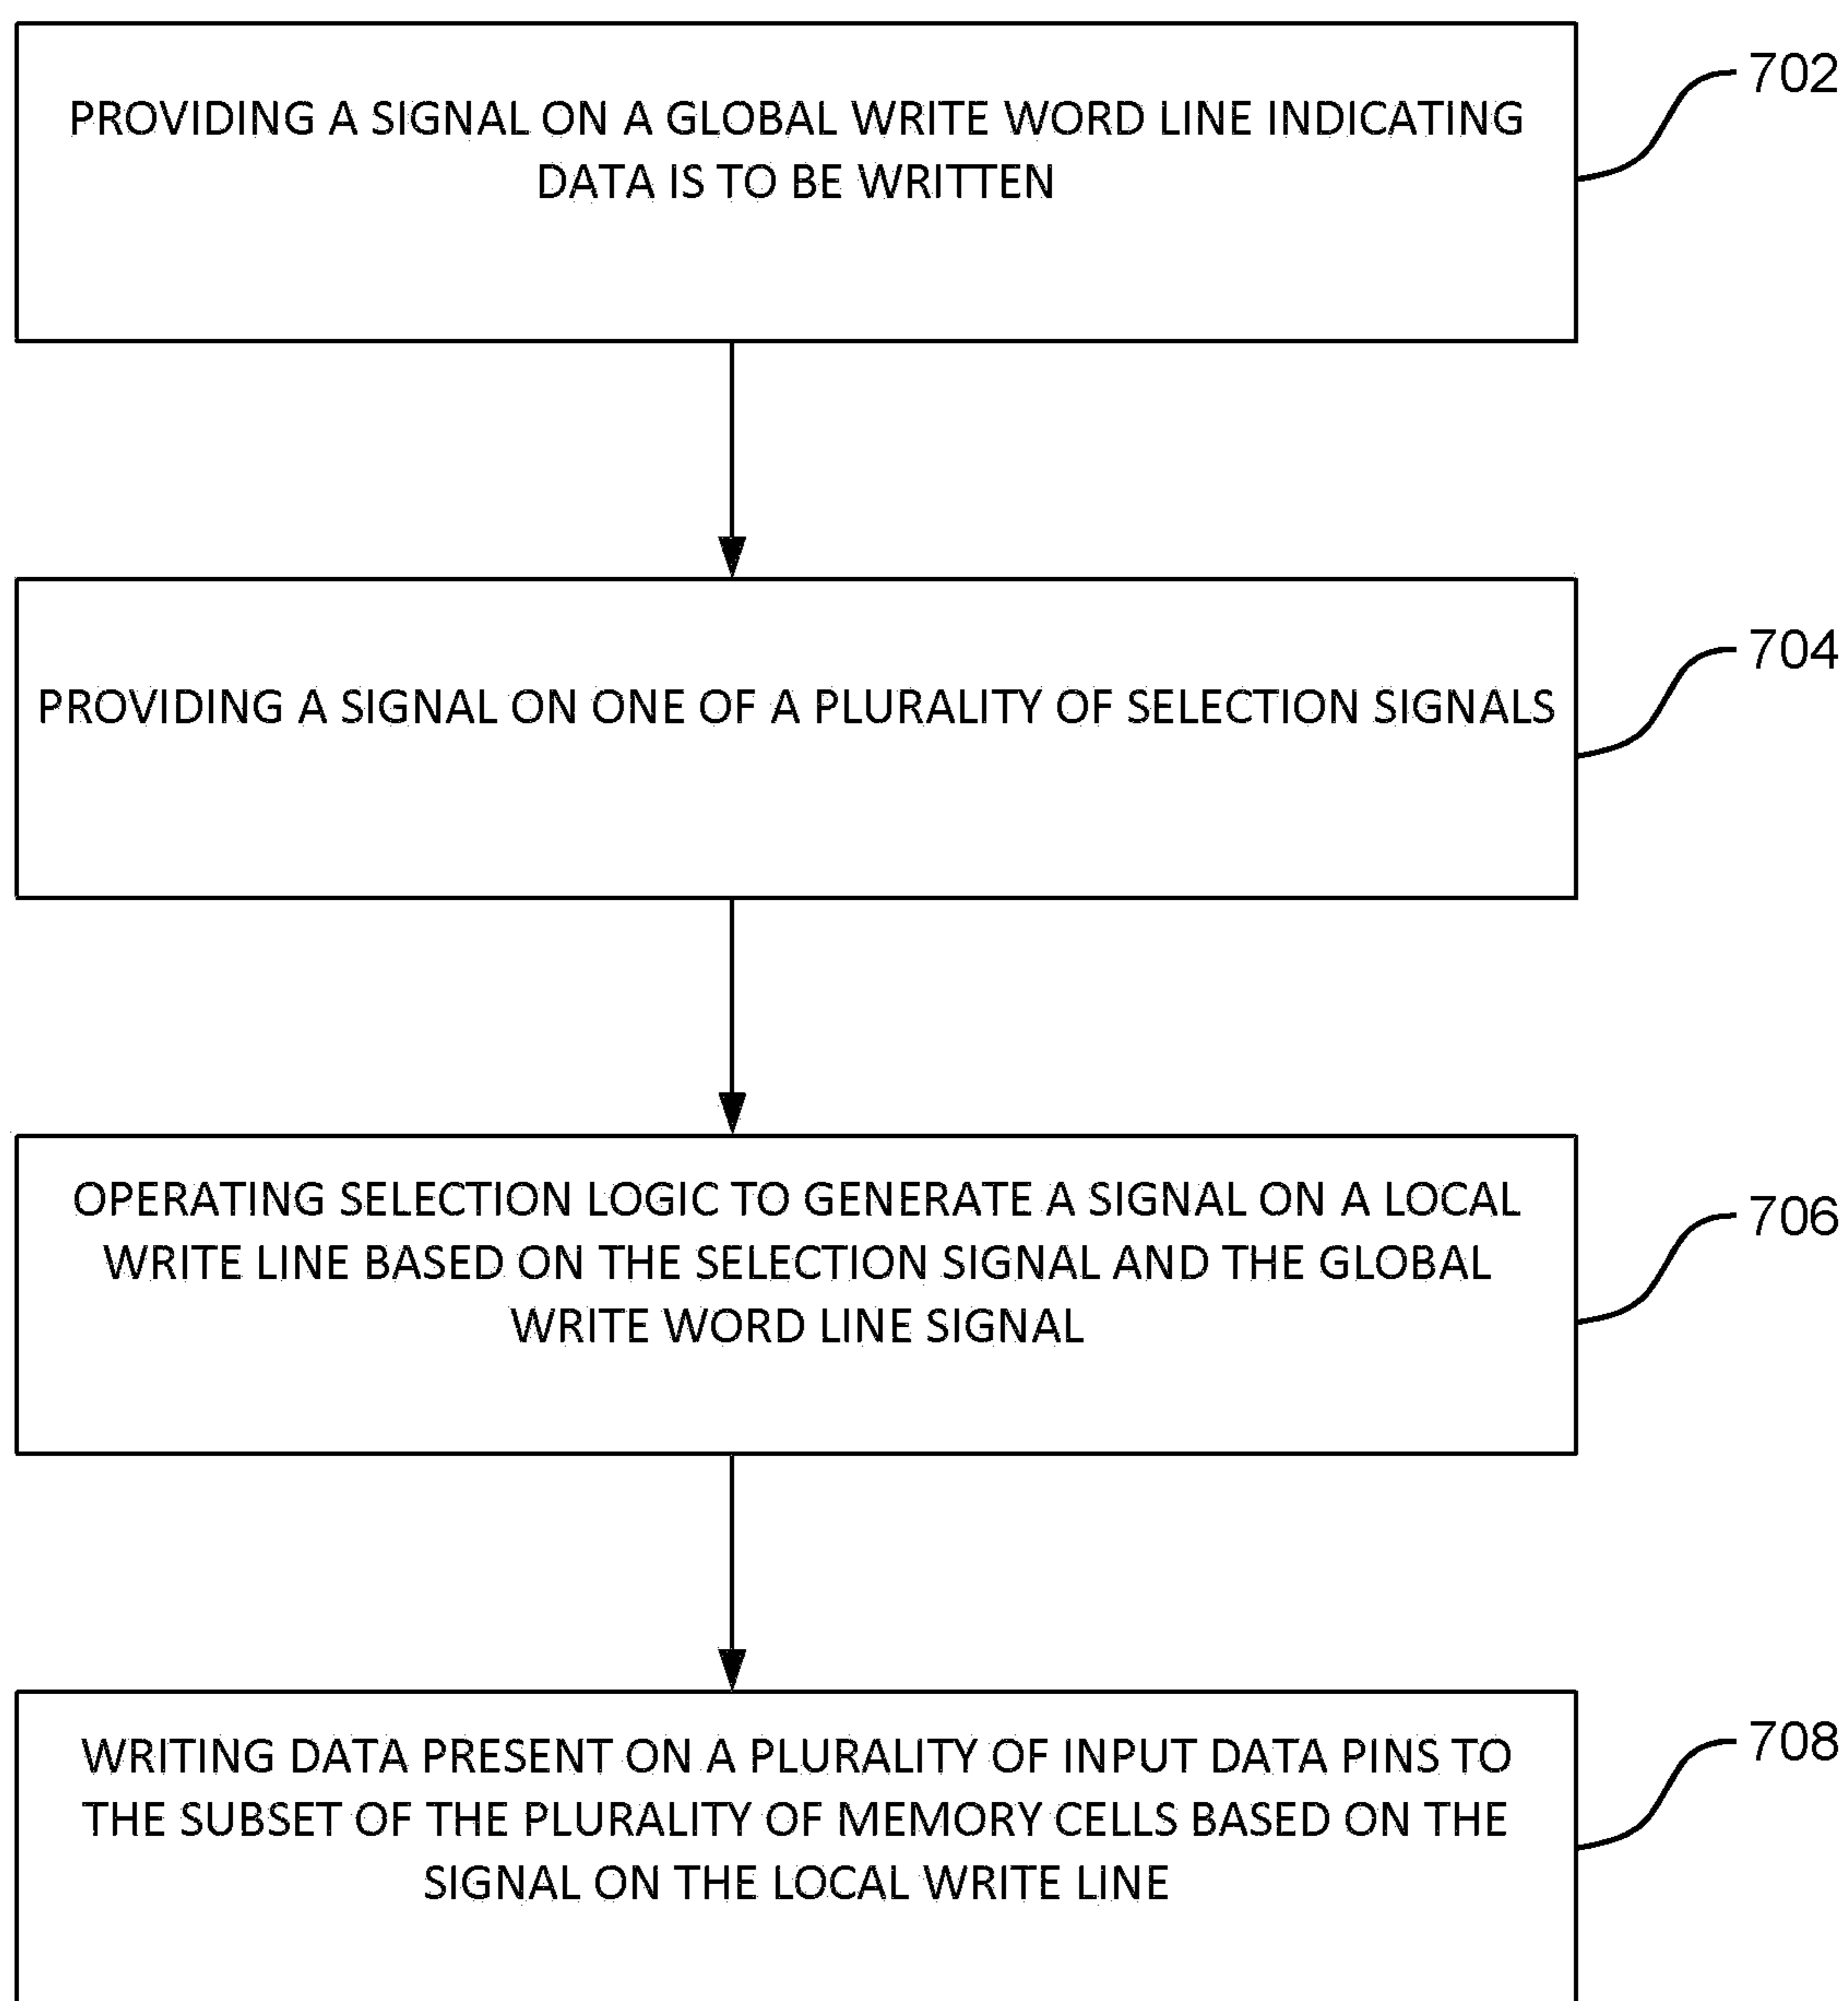 PROVIDING A SIGNAL ON A GLOBAL WRITE WORD LINE INDICATING
DATA IS TO BE WRITTEN
702
PROVIDING A SIGNAL ON ONE OF A PLURALITY OF SELECTION SIGNALS
704
OPERATING SELECTION LOGIC TO GENERATE A SIGNAL ON A LOCAL
WRITE LINE BASED ON THE SELECTION SIGNAL AND THE GLOBAL
WRITE WORD LINE SIGNAL
706
WRITING DATA PRESENT ON A PLURALITY OF INPUT DATA PINS TO
THE SUBSET OF THE PLURALITY OF MEMORY CELLS BASED ON THE
SIGNAL ON THE LOCAL WRITE LINE
708